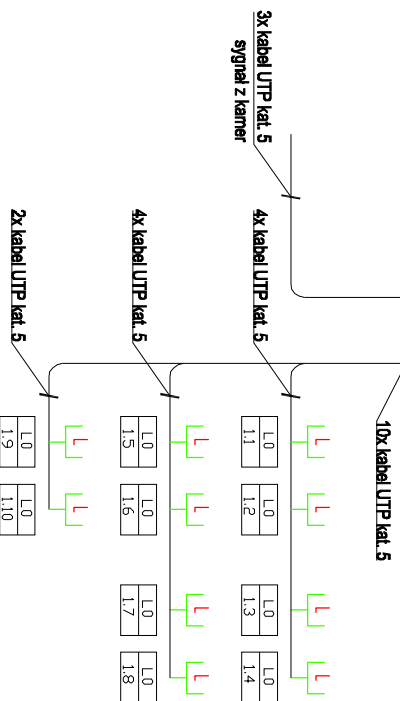 3x kabel UTP kat. 5
sygnał z kamer
10x kabel UTP kat. 5
4x kabel UTP kat. 5
L L L L
L0 L0 L0 L0
1.1 1.2 1.3 1.4
4x kabel UTP kat. 5
L L L L
L0 L0 L0 L0
1.5 1.6 1.7 1.8
2x kabel UTP kat. 5
L L
L0 L0
1.9 1.10